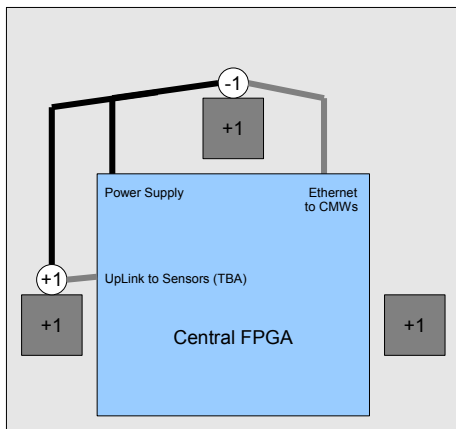 -1
+1
Power Supply
Ethernet
to CMWs
+1
UpLink to Sensors (TBA)
+1
+1
Central FPGA